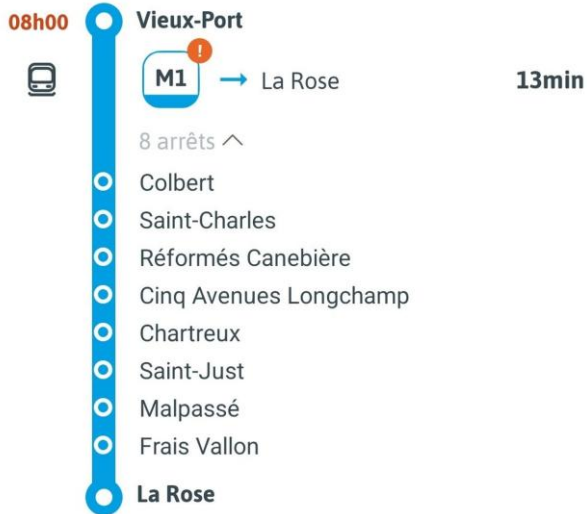 08h00 Vieux-Port
!
M1 → La Rose 13min
8 arrêts
Colbert
Saint-Charles
Réformés Canebière
Cinq Avenues Longchamp
Chartreux
Saint-Just
Malpassé
Frais Vallon
La Rose